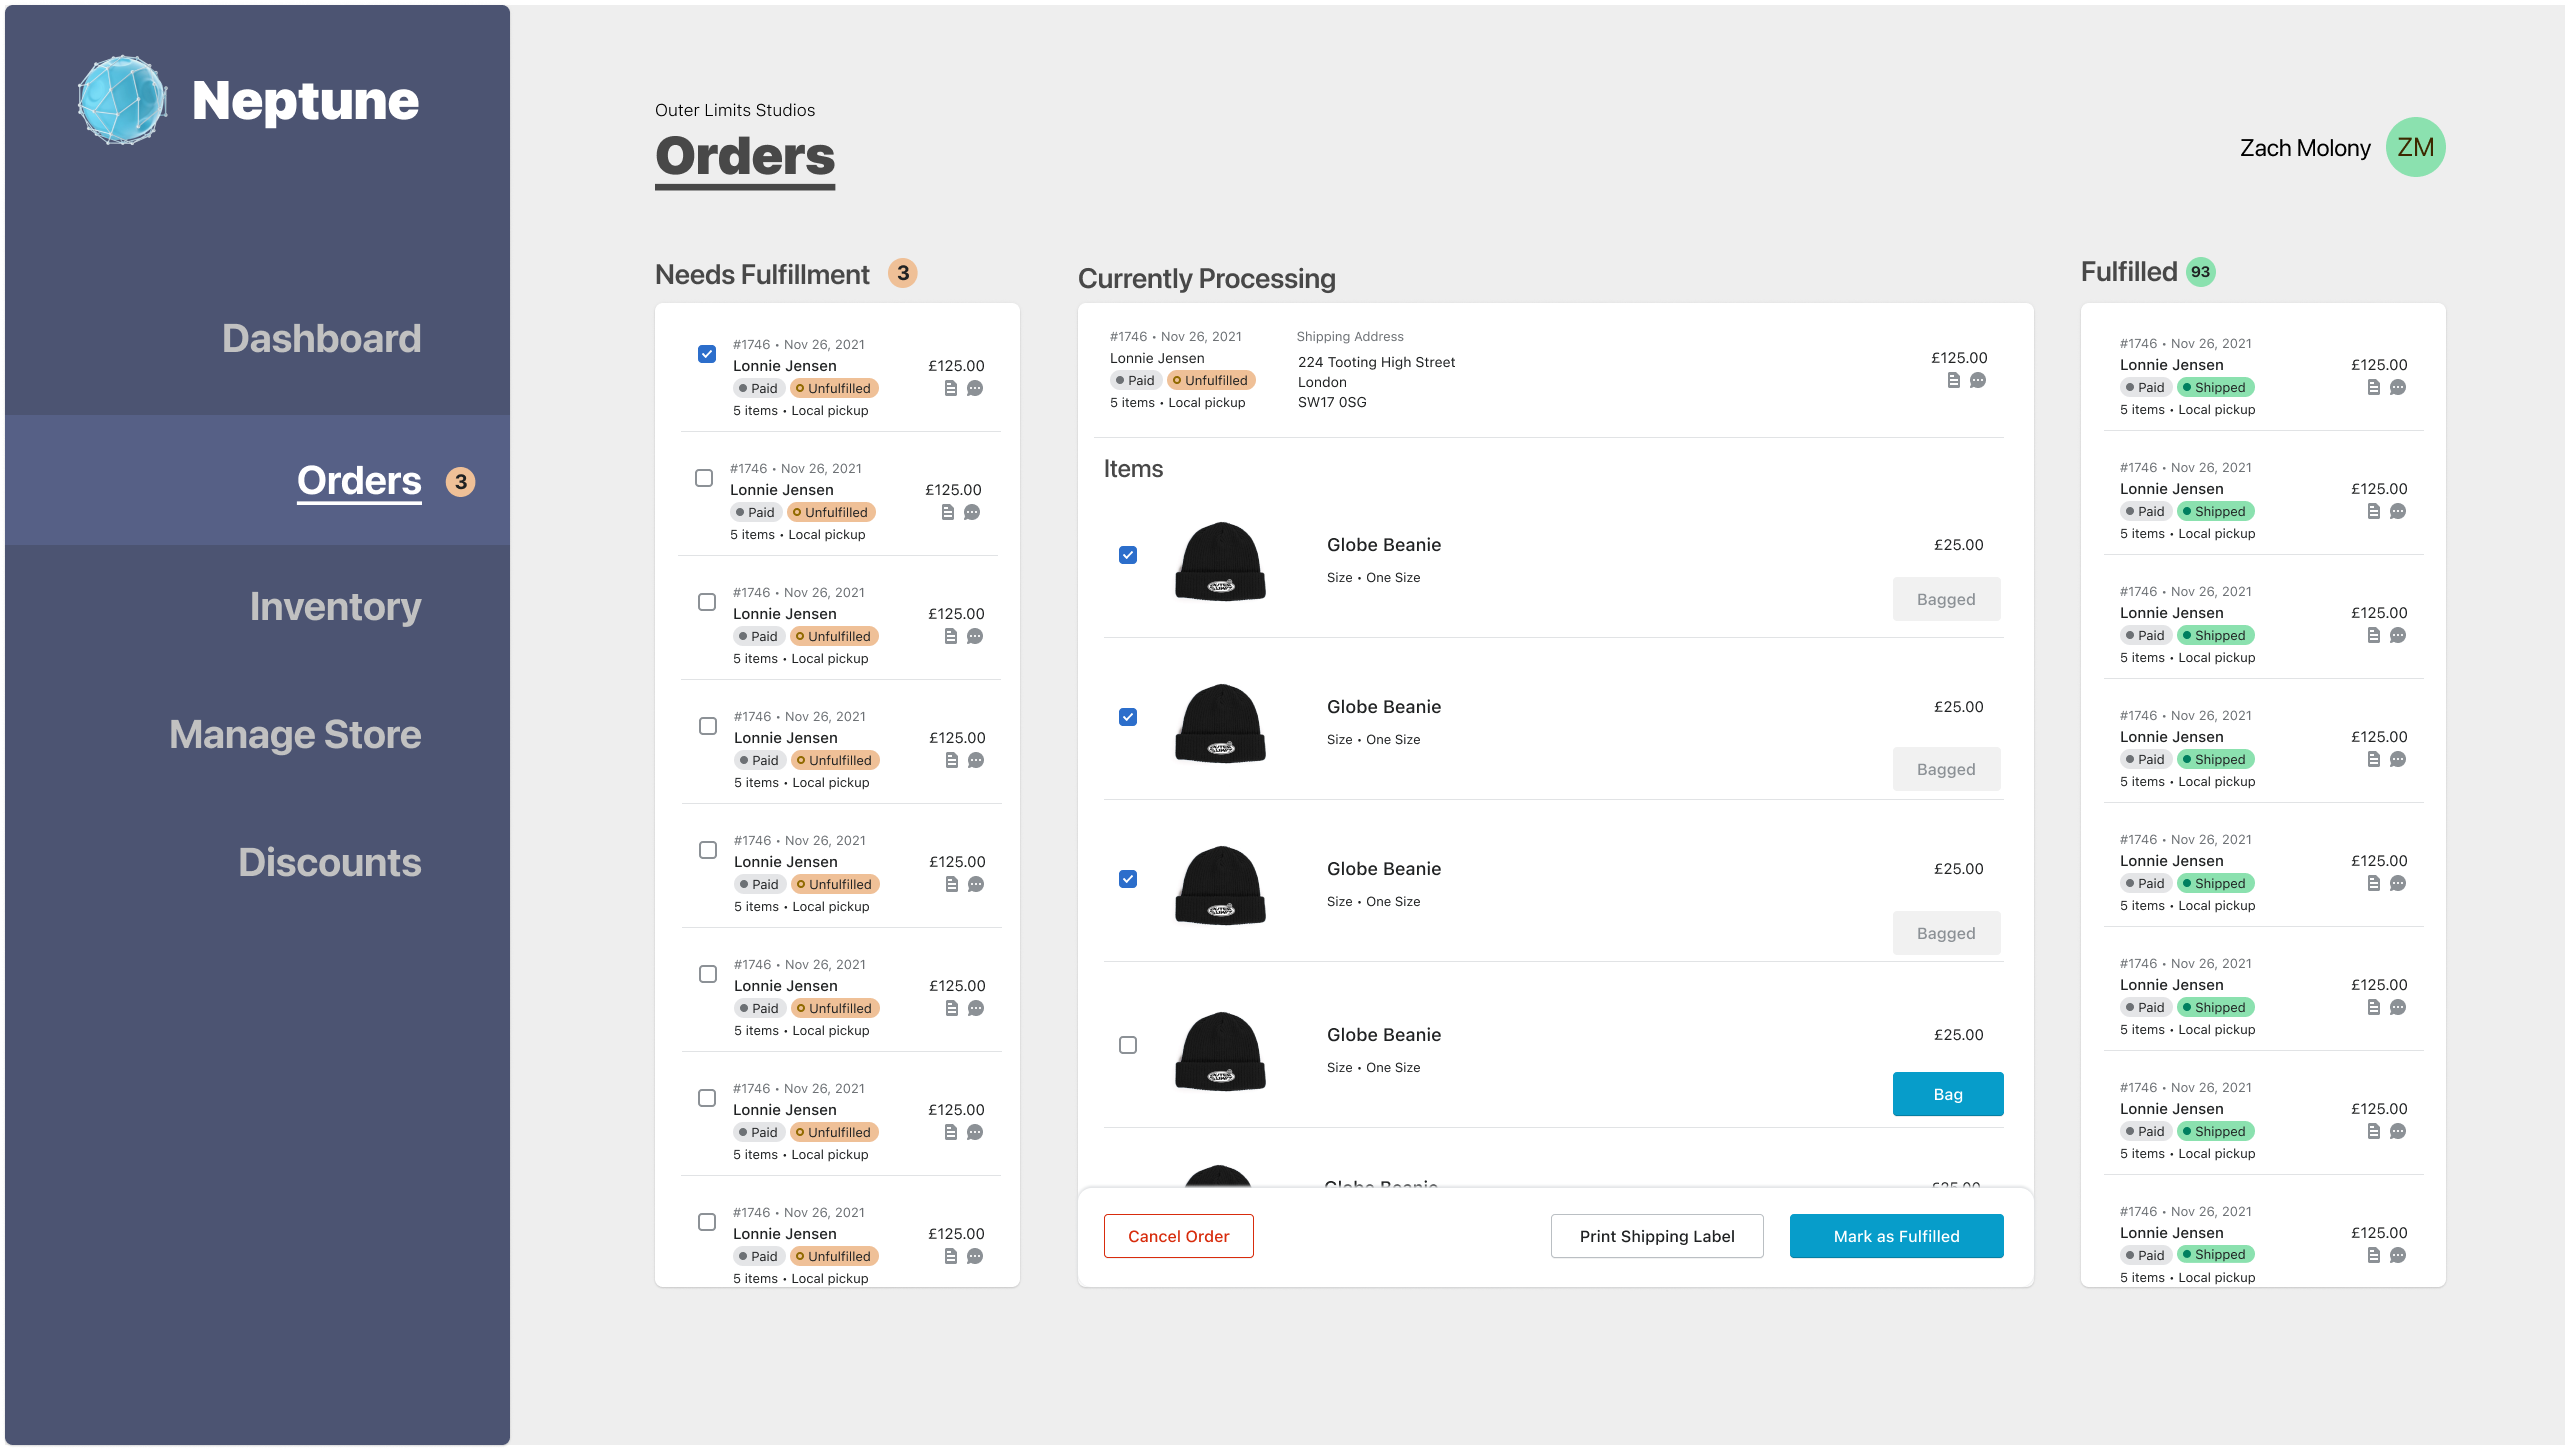 Neptune
Dashboard
Orders 3
Inventory
Manage Store
Discounts
Outer Limits Studios
Orders
Zach Molony ZM
Needs Fulfillment 3
#1746 • Nov 26, 2021
Lonnie Jensen £125.00
Paid Unfulfilled
5 items • Local pickup
#1746 • Nov 26, 2021
Lonnie Jensen £125.00
Paid Unfulfilled
5 items • Local pickup
#1746 • Nov 26, 2021
Lonnie Jensen £125.00
Paid Unfulfilled
5 items • Local pickup
#1746 • Nov 26, 2021
Lonnie Jensen £125.00
Paid Unfulfilled
5 items • Local pickup
#1746 • Nov 26, 2021
Lonnie Jensen £125.00
Paid Unfulfilled
5 items • Local pickup
#1746 • Nov 26, 2021
Lonnie Jensen £125.00
Paid Unfulfilled
5 items • Local pickup
#1746 • Nov 26, 2021
Lonnie Jensen £125.00
Paid Unfulfilled
5 items • Local pickup
#1746 • Nov 26, 2021
Lonnie Jensen £125.00
Paid Unfulfilled
5 items • Local pickup
Currently Processing
#1746 • Nov 26, 2021
Lonnie Jensen
Paid Unfulfilled
5 items • Local pickup
Shipping Address
224 Tooting High Street
London
SW17 0SG
£125.00
Items
Globe Beanie £25.00
Size • One Size
Bagged
Globe Beanie £25.00
Size • One Size
Bagged
Globe Beanie £25.00
Size • One Size
Bagged
Globe Beanie £25.00
Size • One Size
Bag
Globe Beanie £25.00
Cancel Order Print Shipping Label Mark as Fulfilled
Fulfilled 93
#1746 • Nov 26, 2021
Lonnie Jensen £125.00
Paid Shipped
5 items • Local pickup
#1746 • Nov 26, 2021
Lonnie Jensen £125.00
Paid Shipped
5 items • Local pickup
#1746 • Nov 26, 2021
Lonnie Jensen £125.00
Paid Shipped
5 items • Local pickup
#1746 • Nov 26, 2021
Lonnie Jensen £125.00
Paid Shipped
5 items • Local pickup
#1746 • Nov 26, 2021
Lonnie Jensen £125.00
Paid Shipped
5 items • Local pickup
#1746 • Nov 26, 2021
Lonnie Jensen £125.00
Paid Shipped
5 items • Local pickup
#1746 • Nov 26, 2021
Lonnie Jensen £125.00
Paid Shipped
5 items • Local pickup
#1746 • Nov 26, 2021
Lonnie Jensen £125.00
Paid Shipped
5 items • Local pickup